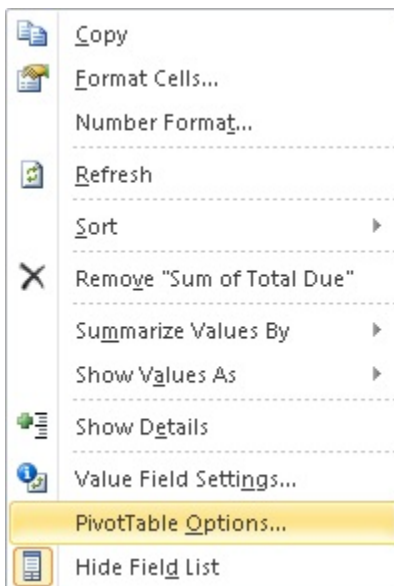 Copy
Format Cells...
Number Format...
Refresh
Sort
Remove "Sum of Total Due"
Summarize Values By
Show Values As
Show Details
Value Field Settings...
PivotTable Options...
Hide Field List